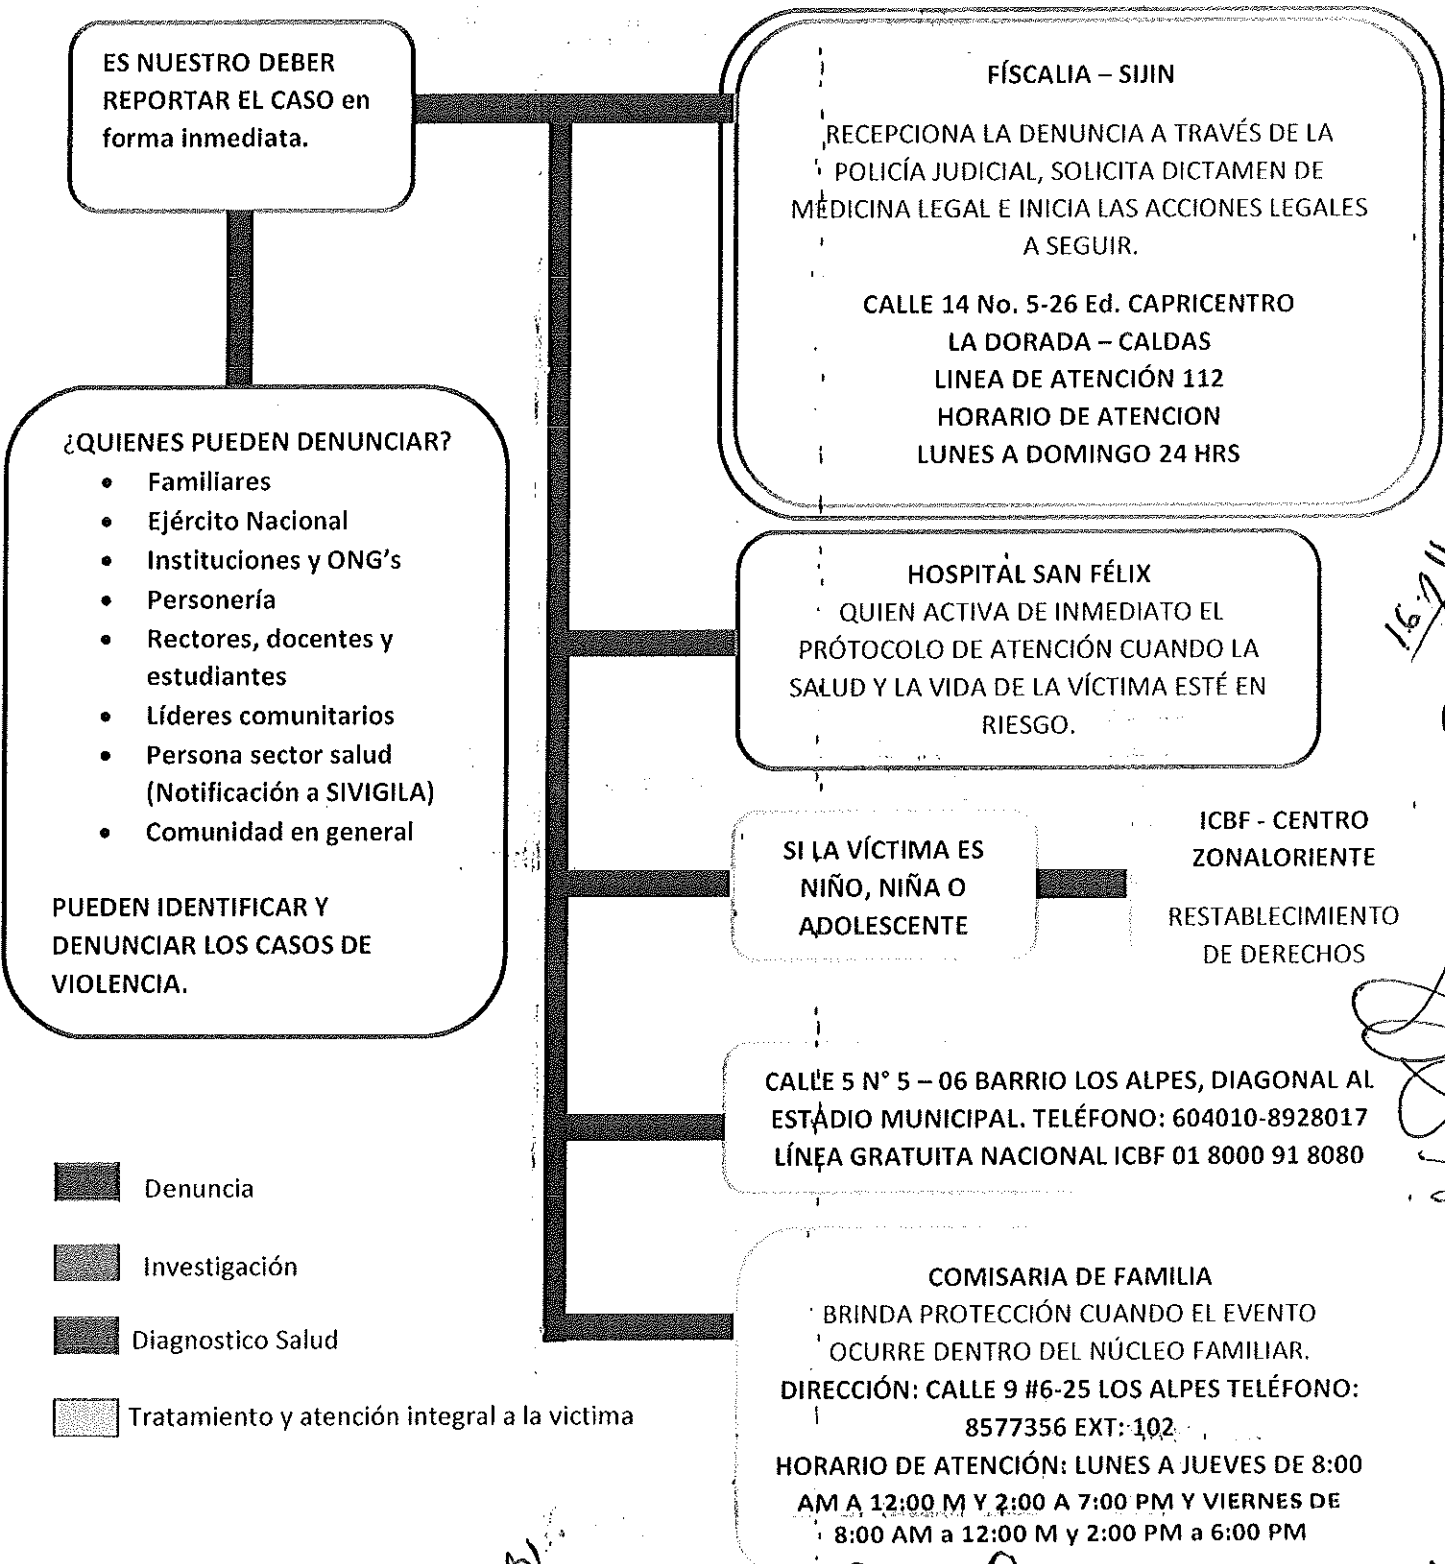 ES NUESTRO DEBER
REPORTAR EL CASO en
forma inmediata.
¿QUIENES PUEDEN DENUNCIAR?
• Familiares
• Ejército Nacional
• Instituciones y ONG's
• Personería
• Rectores, docentes y
estudiantes
• Líderes comunitarios
• Persona sector salud
(Notificación a SIVIGILA)
• Comunidad en general
PUEDEN IDENTIFICAR Y
DENUNCIAR LOS CASOS DE
VIOLENCIA.
FÍSCALIA – SIJIN
RECEPCIONA LA DENUNCIA A TRAVÉS DE LA
POLICÍA JUDICIAL, SOLICITA DICTAMEN DE
MEDICINA LEGAL E INICIA LAS ACCIONES LEGALES
A SEGUIR.
CALLE 14 No. 5-26 Ed. CAPRICENTRO
LA DORADA – CALDAS
LINEA DE ATENCIÓN 112
HORARIO DE ATENCION
LUNES A DOMINGO 24 HRS
HOSPITAL SAN FÉLIX
QUIEN ACTIVA DE INMEDIATO EL
PRÓTOCOLO DE ATENCIÓN CUANDO LA
SALUD Y LA VIDA DE LA VÍCTIMA ESTÉ EN
RIESGO.
SI LA VÍCTIMA ES
NIÑO, NIÑA O
ADOLESCENTE
ICBF - CENTRO
ZONALORIENTE
RESTABLECIMIENTO
DE DERECHOS
CALLE 5 N° 5 – 06 BARRIO LOS ALPES, DIAGONAL AL
ESTADIO MUNICIPAL. TELÉFONO: 604010-8928017
LÍNEA GRATUITA NACIONAL ICBF 01 8000 91 8080
COMISARIA DE FAMILIA
BRINDA PROTECCIÓN CUANDO EL EVENTO
OCURRE DENTRO DEL NÚCLEO FAMILIAR.
DIRECCIÓN: CALLE 9 #6-25 LOS ALPES TELÉFONO:
8577356 EXT: 102
HORARIO DE ATENCIÓN: LUNES A JUEVES DE 8:00
AM A 12:00 M Y 2:00 A 7:00 PM Y VIERNES DE
8:00 AM a 12:00 M y 2:00 PM a 6:00 PM
Denuncia
Investigación
Diagnostico Salud
Tratamiento y atención integral a la victima